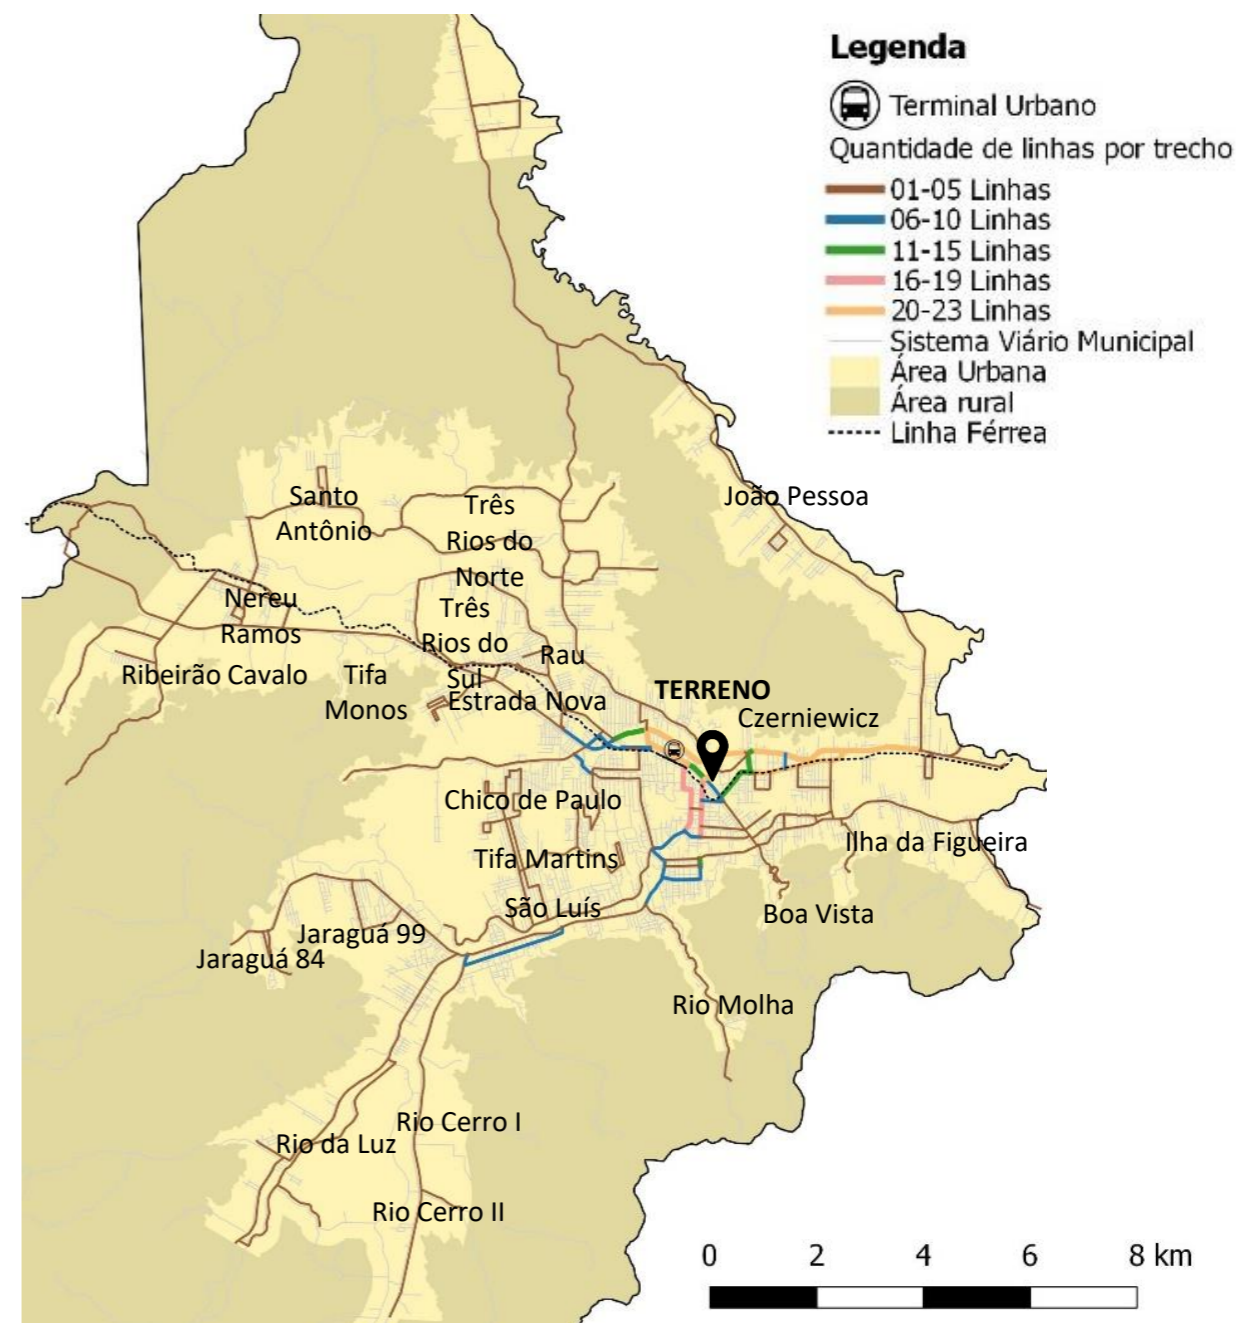 Legenda
Terminal Urbano
Quantidade de linhas por trecho
01-05 Linhas
06-10 Linhas
11-15 Linhas
16-19 Linhas
20-23 Linhas
Sistema Viário Municipal
Área Urbana
Área rural
Linha Férrea
João Pessoa
Santo
Antônio
Três
Rios do
Norte
Nereu
Ramos
Três
Rios do
Sul
Rau
Ribeirão Cavalo
Tifa
Monos
Estrada Nova
TERRENO
Czerniewicz
Chico de Paulo
Tifa Martins
Ilha da Figueira
São Luís
Boa Vista
Jaraguá 99
Jaraguá 84
Rio Molha
Rio Cerro I
Rio da Luz
Rio Cerro II
0 2 4 6 8 km